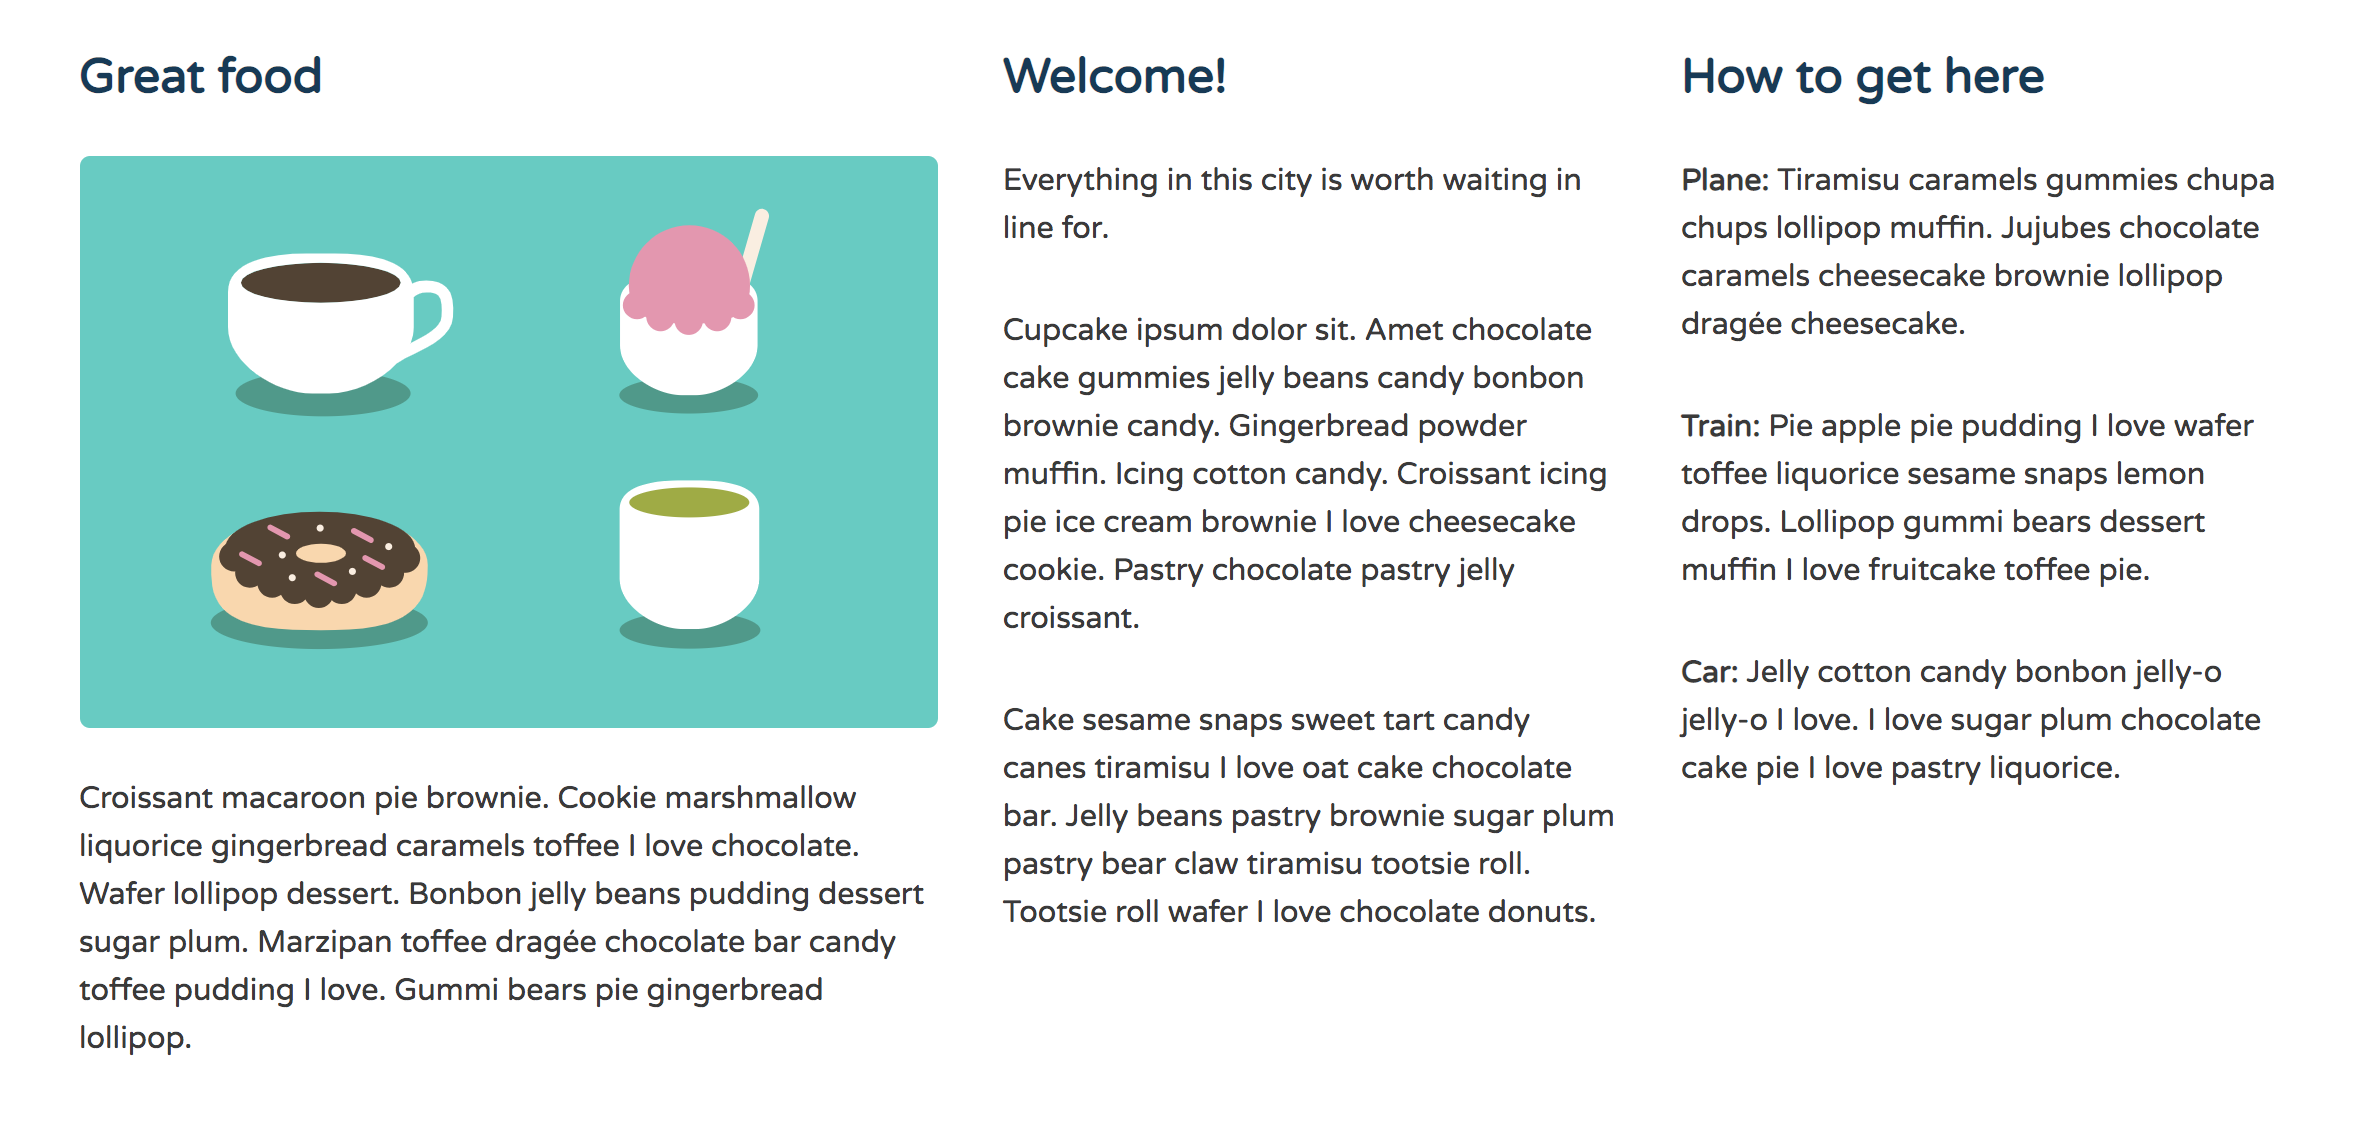 Great food
Croissant macaroon pie brownie. Cookie marshmallow
liquorice gingerbread caramels toffee I love chocolate.
Wafer lollipop dessert. Bonbon jelly beans pudding dessert
sugar plum. Marzipan toffee dragée chocolate bar candy
toffee pudding I love. Gummi bears pie gingerbread
lollipop.
Welcome!
Everything in this city is worth waiting in
line for.
Cupcake ipsum dolor sit. Amet chocolate
cake gummies jelly beans candy bonbon
brownie candy. Gingerbread powder
muffin. Icing cotton candy. Croissant icing
pie ice cream brownie I love cheesecake
cookie. Pastry chocolate pastry jelly
croissant.
Cake sesame snaps sweet tart candy
canes tiramisu I love oat cake chocolate
bar. Jelly beans pastry brownie sugar plum
pastry bear claw tiramisu tootsie roll.
Tootsie roll wafer I love chocolate donuts.
How to get here
Plane: Tiramisu caramels gummies chupa
chups lollipop muffin. Jujubes chocolate
caramels cheesecake brownie lollipop
dragée cheesecake.
Train: Pie apple pie pudding I love wafer
toffee liquorice sesame snaps lemon
drops. Lollipop gummi bears dessert
muffin I love fruitcake toffee pie.
Car: Jelly cotton candy bonbon jelly-o
jelly-o I love. I love sugar plum chocolate
cake pie I love pastry liquorice.